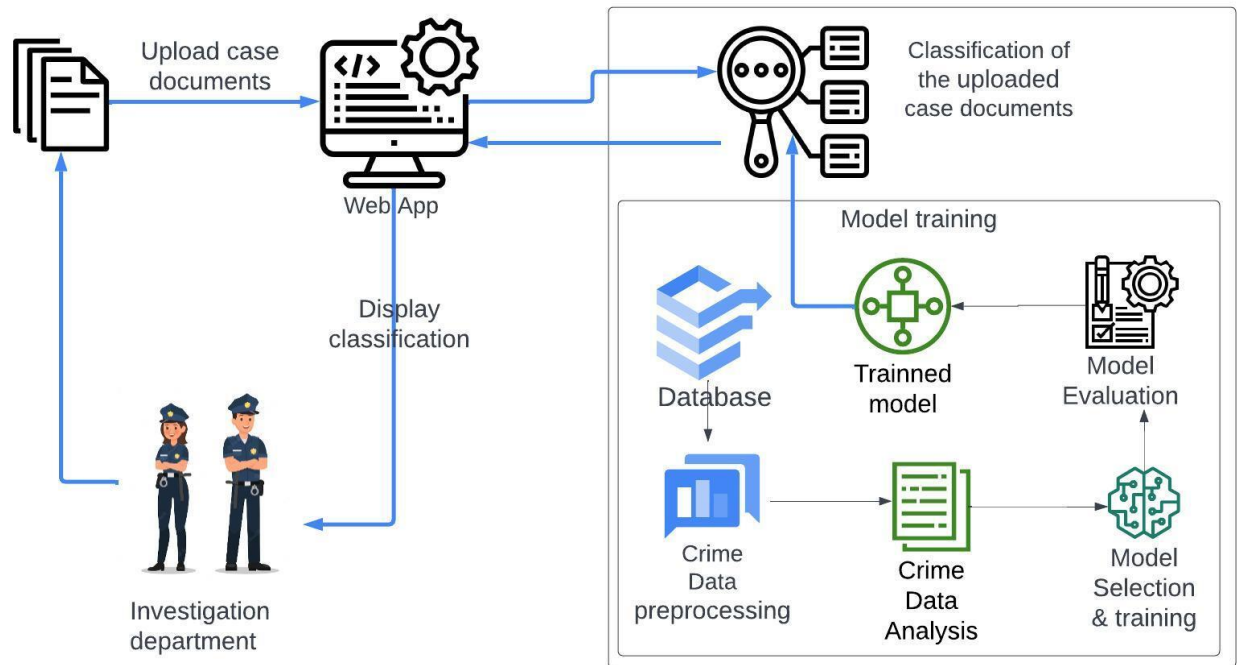 Upload case
documents
</>
Web App
Classification of
the uploaded
case documents
Display
classification
Investigation
department
Model training
Database
Trainned
model
Model
Evaluation
Crime
Data
preprocessing
Crime
Data
Analysis
Model
Selection
& training